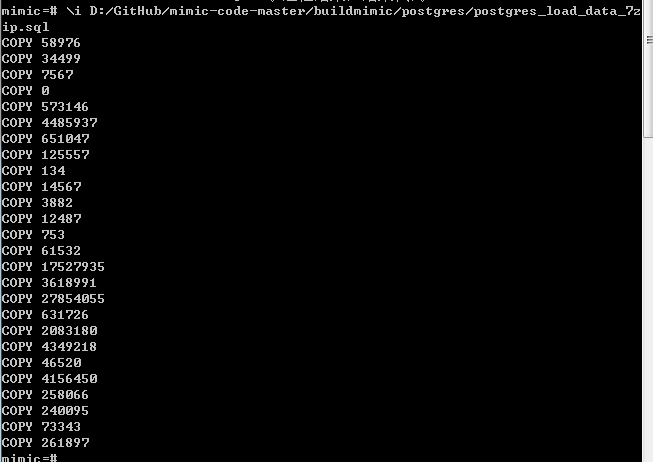 mimic=# \i D:/GitHub/mimic-code-master/buildmimic/postgres/postgres_load_data_7z
ip.sql
COPY 58976
COPY 34499
COPY 7567
COPY 0
COPY 573146
COPY 4485937
COPY 651047
COPY 125557
COPY 134
COPY 14567
COPY 3882
COPY 12487
COPY 753
COPY 61532
COPY 17527935
COPY 3618991
COPY 27854055
COPY 631726
COPY 2083180
COPY 4349218
COPY 46520
COPY 4156450
COPY 258066
COPY 240095
COPY 73343
COPY 261897
mimic=#